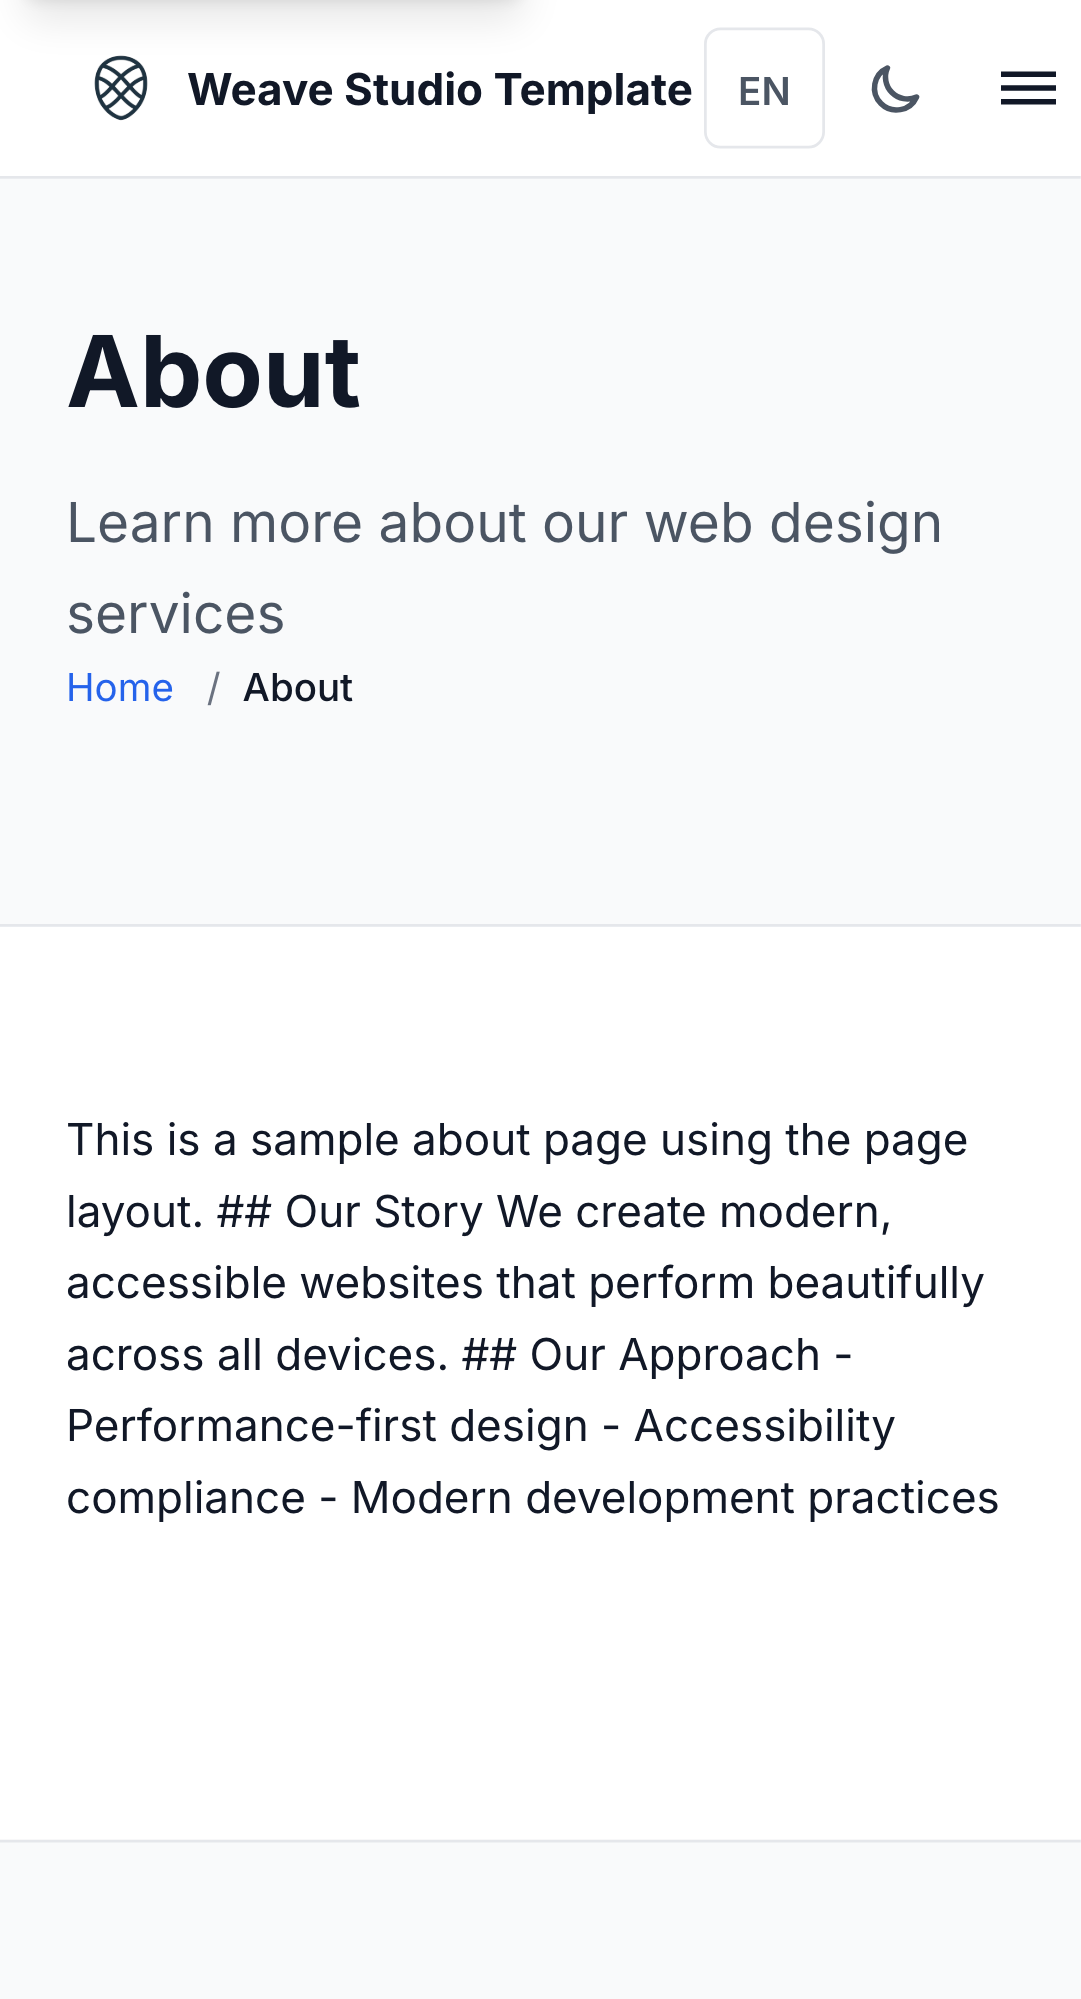 Weave Studio Template EN
About
Learn more about our web design
services
Home / About
This is a sample about page using the page
layout. ## Our Story We create modern,
accessible websites that perform beautifully
across all devices. ## Our Approach -
Performance-first design - Accessibility
compliance - Modern development practices